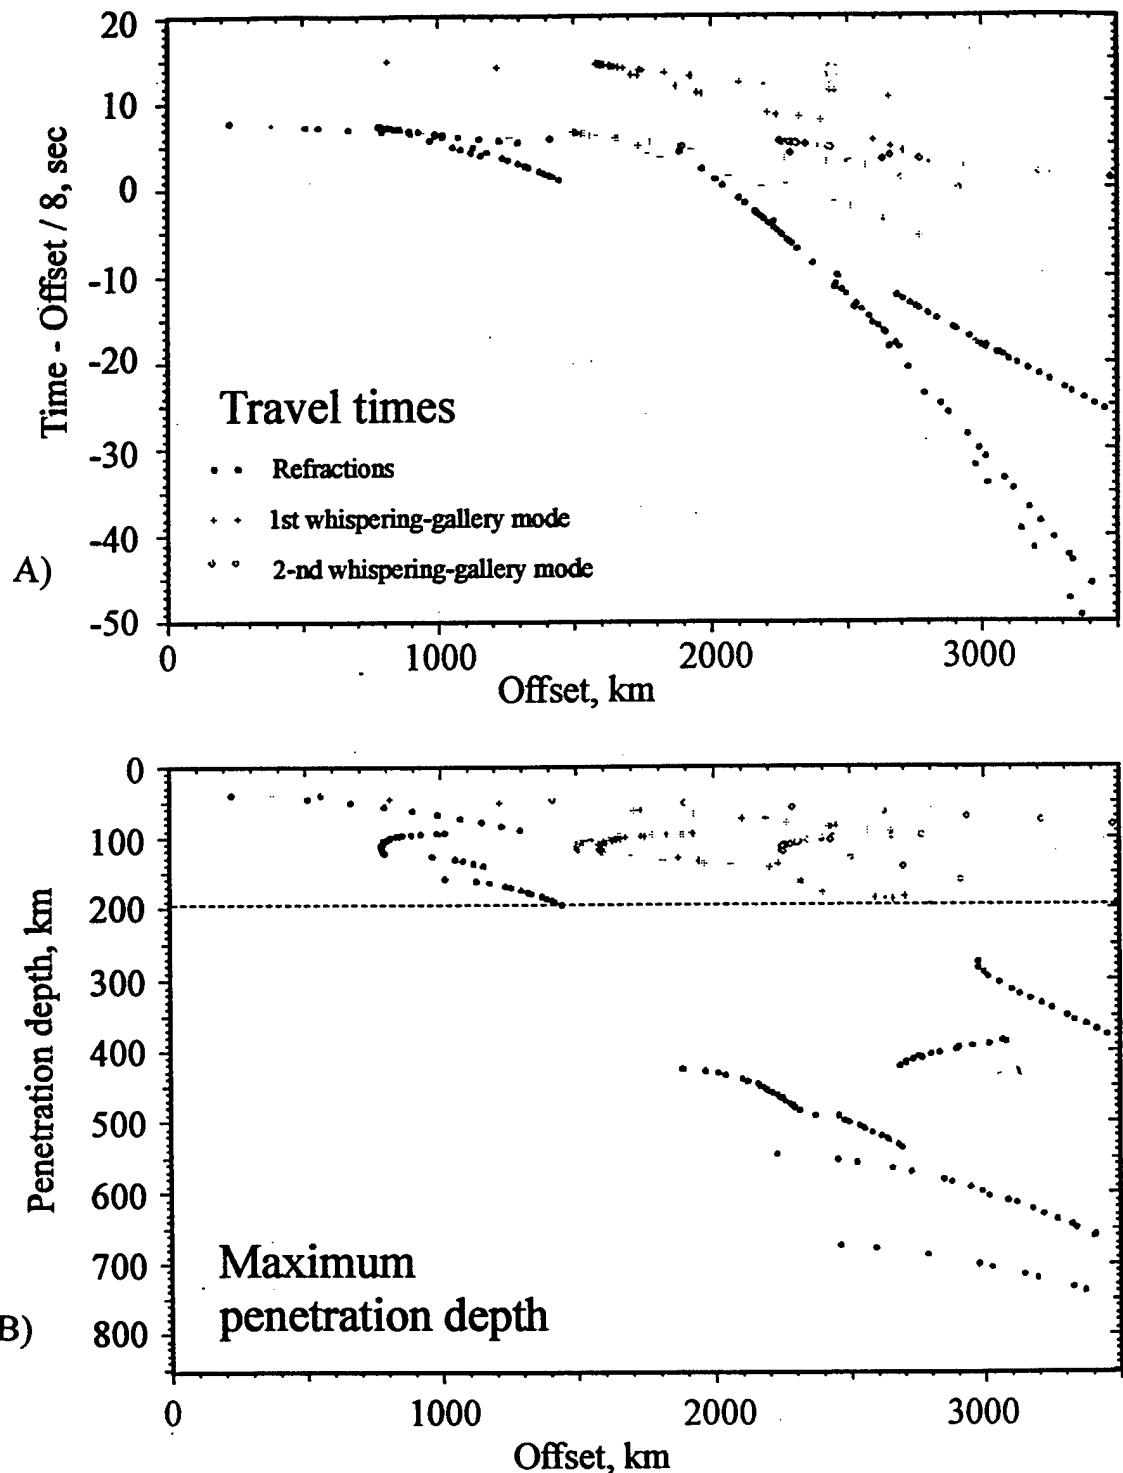 20
10
0
-10
-20
-30
-40
-50
Time - Offset / 8, sec
Travel times
Refractions
1st whispering-gallery mode
2-nd whispering-gallery mode
A)
0
1000
2000
3000
Offset, km
0
100
200
300
400
500
600
700
800
Penetration depth, km
Maximum
penetration depth
B)
0
1000
2000
3000
Offset, km